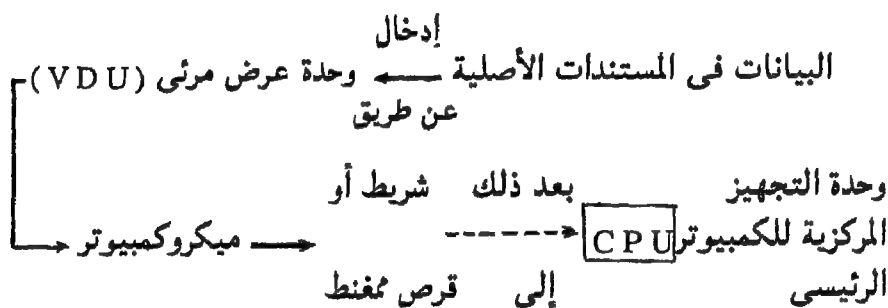 إدخال
البيانات فى المستندات الأصلية وحدة عرض مرئى (VDU)
عن طريق
وحدة التجهيز بعد ذلك شريط أو
المركزية للكمبيوتر CPU ميكروكمبيوتر
الرئيسى إلى قرص ممغنط